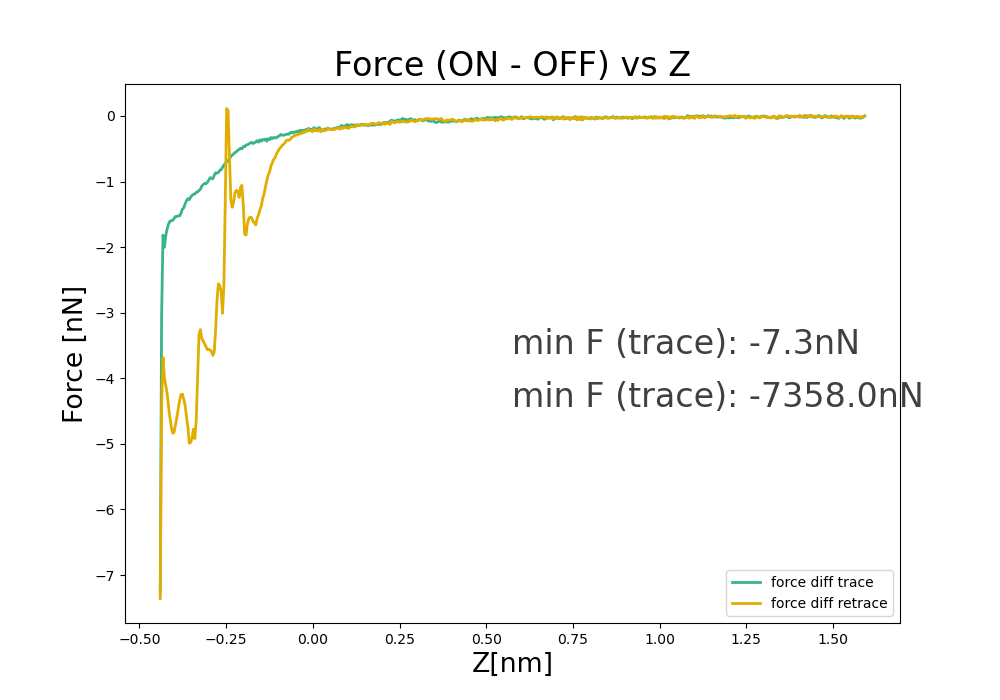 Force (ON - OFF) vs Z
Force [nN]
0
−1
−2
−3
−4
−5
−6
−7
min F (trace): -7.3nN
min F (trace): -7358.0nN
force diff trace
force diff retrace
−0.50 −0.25 0.00 0.25 0.50 0.75 1.00 1.25 1.50
Z[nm]